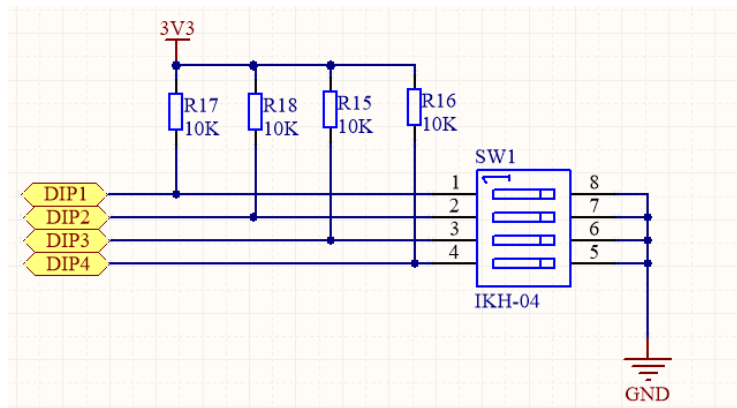 3V3
R17
10K
R18
10K
R15
10K
R16
10K
SW1
DIP1
DIP2
DIP3
DIP4
1
2
3
4
1
8
7
6
5
IKH-04
GND